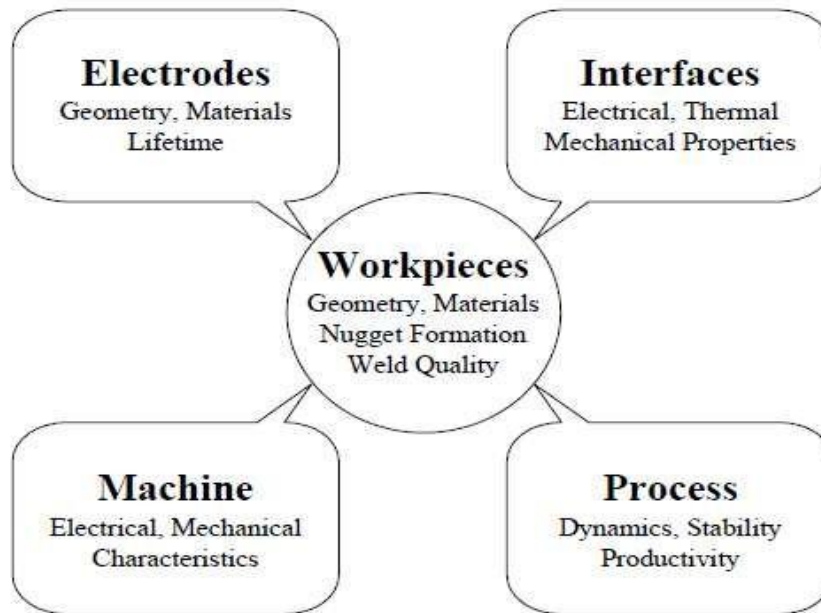 Electrodes
Geometry, Materials
Lifetime
Interfaces
Electrical, Thermal
Mechanical Properties
Workpieces
Geometry, Materials
Nugget Formation
Weld Quality
Machine
Electrical, Mechanical
Characteristics
Process
Dynamics, Stability
Productivity